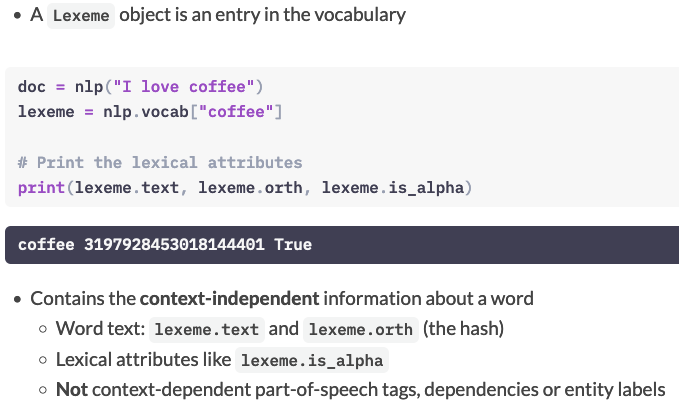 • A Lexeme object is an entry in the vocabulary
doc = nlp("I love coffee")
lexeme = nlp.vocab["coffee"]
# Print the lexical attributes
print(lexeme.text, lexeme.orth, lexeme.is_alpha)
coffee 3197928453018144401 True
• Contains the context-independent information about a word
◦ Word text: lexeme.text and lexeme.orth (the hash)
◦ Lexical attributes like lexeme.is_alpha
◦ Not context-dependent part-of-speech tags, dependencies or entity labels